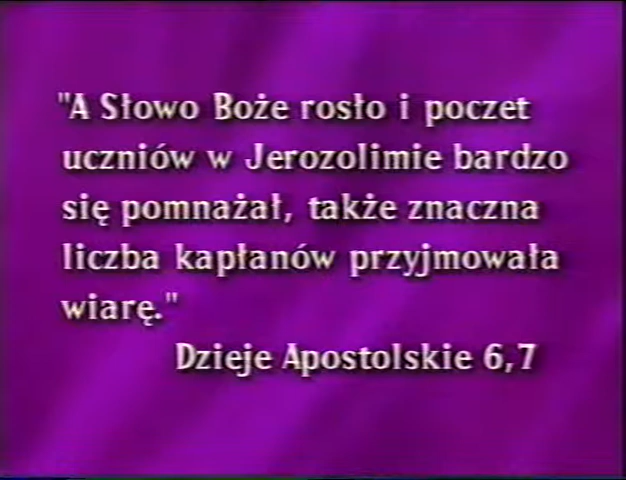 "A Słowo Boże rosło i poczet
uczniów w Jerozolimie bardzo
się pomnażał, także znaczna
liczba kapłanów przyjmowała
wiarę."
Dzieje Apostolskie 6,7